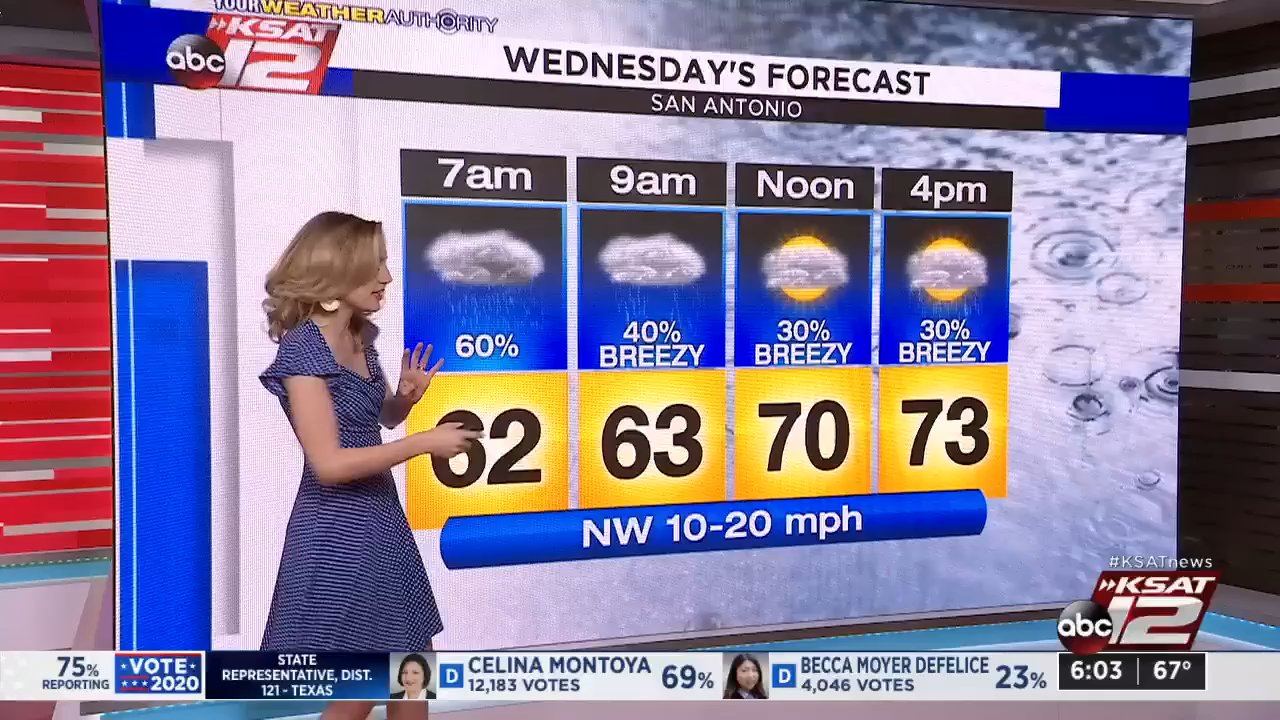 YOUR WEATHER AUTHORITY
abc KSAT 12
WEDNESDAY'S FORECAST
SAN ANTONIO
7am
9am
Noon
4pm
60%
40%
BREEZY
30%
BREEZY
30%
BREEZY
62
63
70
73
NW 10-20 mph
#KSATnews
KSAT
abc 12
75%
REPORTING
VOTE
2020
STATE
REPRESENTATIVE, DIST.
121 - TEXAS
D CELINA MONTOYA
12,183 VOTES
69%
D BECCA MOYER DEFELICE
4,046 VOTES
23%
6:03 67°